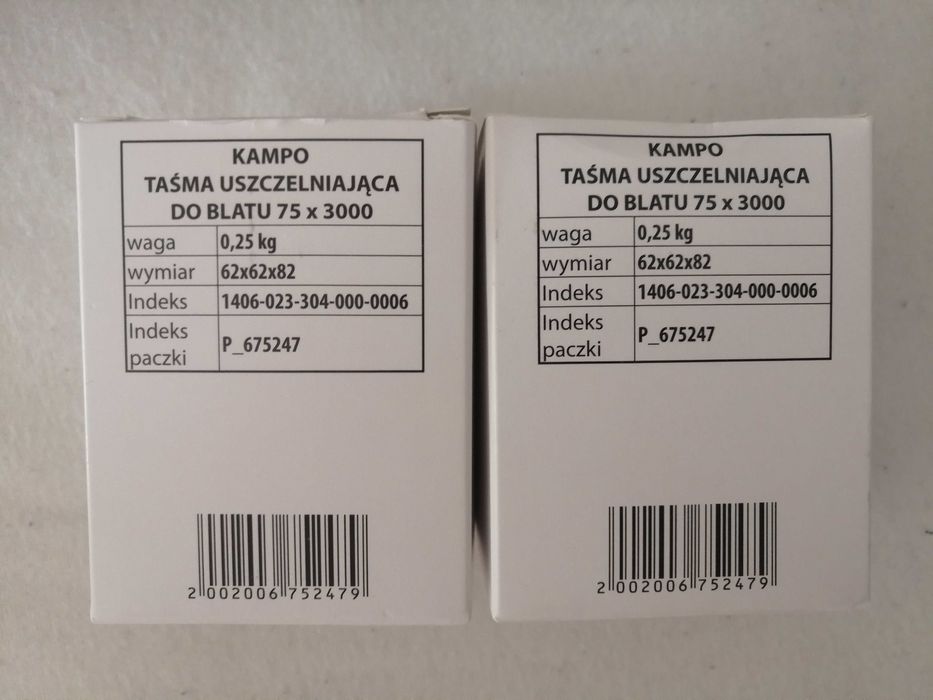 KAMPO
TAŚMA USZCZELNIAJĄCA
DO BLATU 75 x 3000
waga 0,25 kg
wymiar 62x62x82
Indeks 1406-023-304-000-0006
Indeks paczki P_675247
2 002006 752479
KAMPO
TAŚMA USZCZELNIAJĄCA
DO BLATU 75 x 3000
waga 0,25 kg
wymiar 62x62x82
Indeks 1406-023-304-000-0006
Indeks paczki P_675247
2 002006 752479